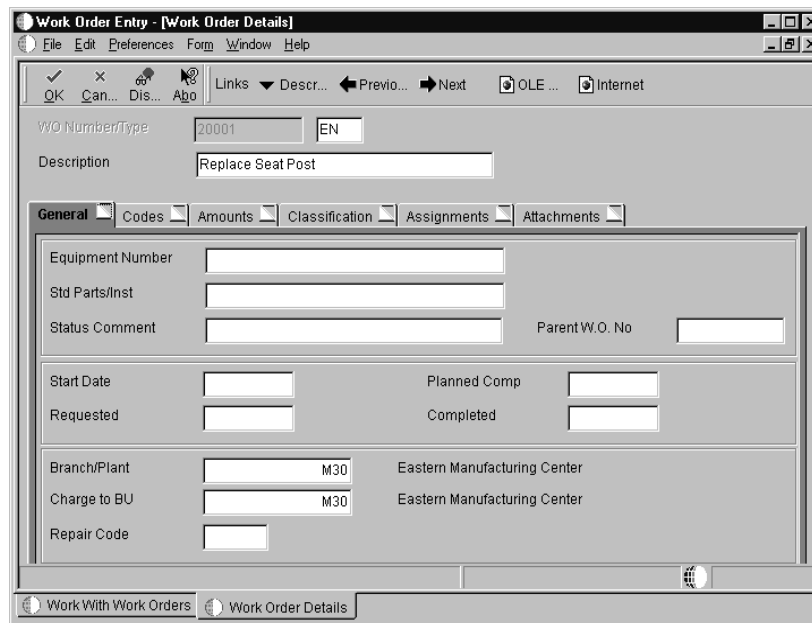 Work Order Entry - [Work Order Details]
File Edit Preferences Form Window Help
OK Can... Dis... Abo Links Descr... Previo... Next OLE ... Internet
WO Number/Type 20001 EN
Description Replace Seat Post
General Codes Amounts Classification Assignments Attachments
Equipment Number
Std Parts/Inst
Status Comment Parent W.O. No
Start Date Planned Comp
Requested Completed
Branch/Plant M30 Eastern Manufacturing Center
Charge to BU M30 Eastern Manufacturing Center
Repair Code
Work With Work Orders Work Order Details